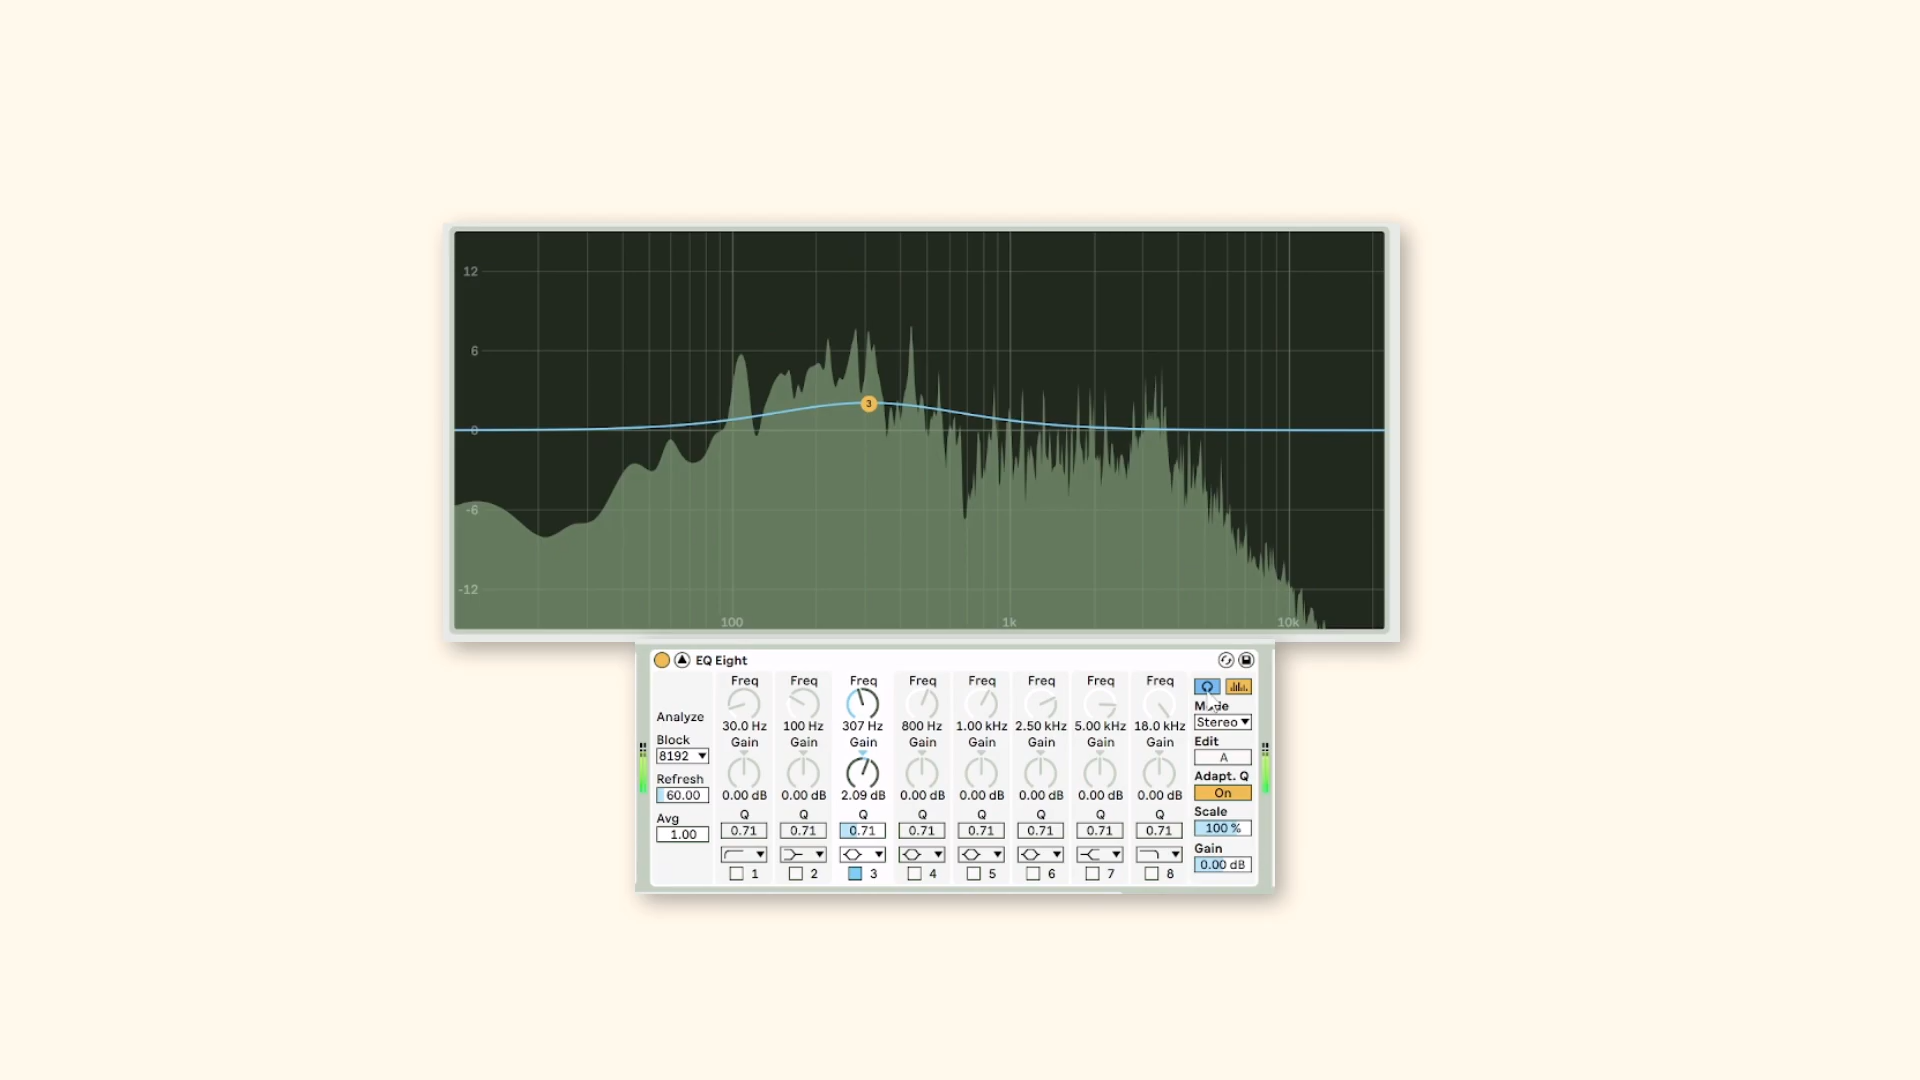 12
6
0
-6
-12
100 1k 10k
EQ Eight
Analyze
Block
8192
Refresh
60.00
Avg
1.00
Freq Freq Freq Freq Freq Freq Freq Freq
30.0 Hz 100 Hz 307 Hz 800 Hz 1.00 kHz 2.50 kHz 5.00 kHz 18.0 kHz
Gain Gain Gain Gain Gain Gain Gain Gain
0.00 dB 0.00 dB 2.09 dB 0.00 dB 0.00 dB 0.00 dB 0.00 dB 0.00 dB
Q Q Q Q Q Q Q Q
0.71 0.71 0.71 0.71 0.71 0.71 0.71 0.71
1 2 3 4 5 6 7 8
Mode
Stereo
Edit
A
Adapt. Q
On
Scale
100 %
Gain
0.00 dB
3